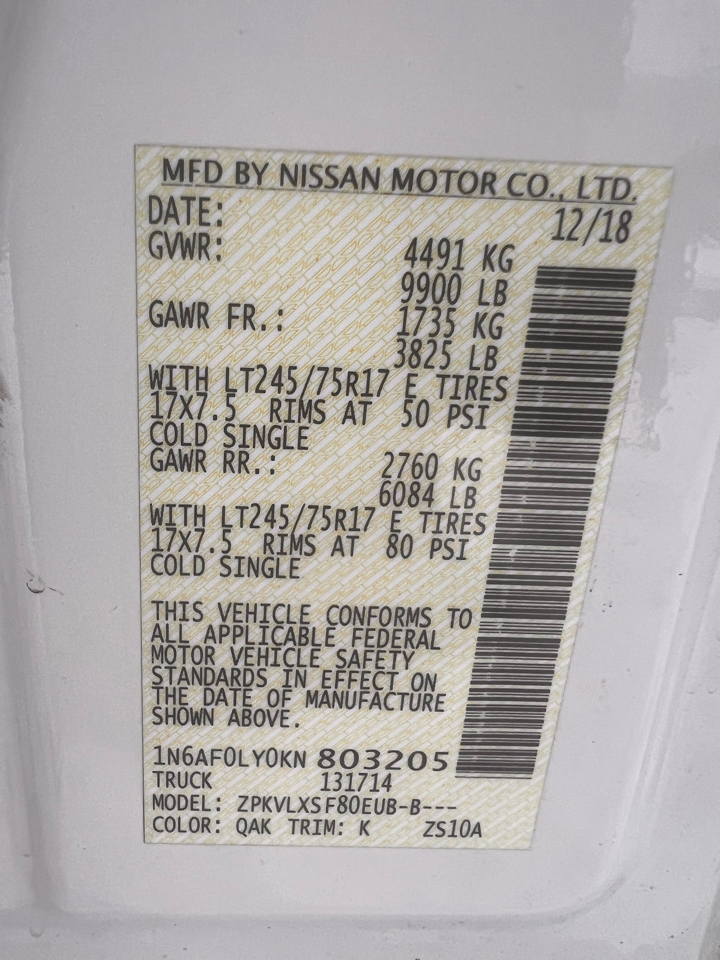 MFD BY NISSAN MOTOR CO., LTD.
DATE: 12/18
GVWR: 4491 KG
9900 LB
GAWR FR.: 1735 KG
3825 LB
WITH LT245/75R17 E TIRES
17X7.5 RIMS AT 50 PSI
COLD SINGLE
GAWR RR.: 2760 KG
6084 LB
WITH LT245/75R17 E TIRES
17X7.5 RIMS AT 80 PSI
COLD SINGLE
THIS VEHICLE CONFORMS TO
ALL APPLICABLE FEDERAL
MOTOR VEHICLE SAFETY
STANDARDS IN EFFECT ON
THE DATE OF MANUFACTURE
SHOWN ABOVE.
1N6AF0LY0KN 803205
TRUCK 131714
MODEL: ZPKVLXSF80EUB-B---
COLOR: QAK TRIM: K ZS10A